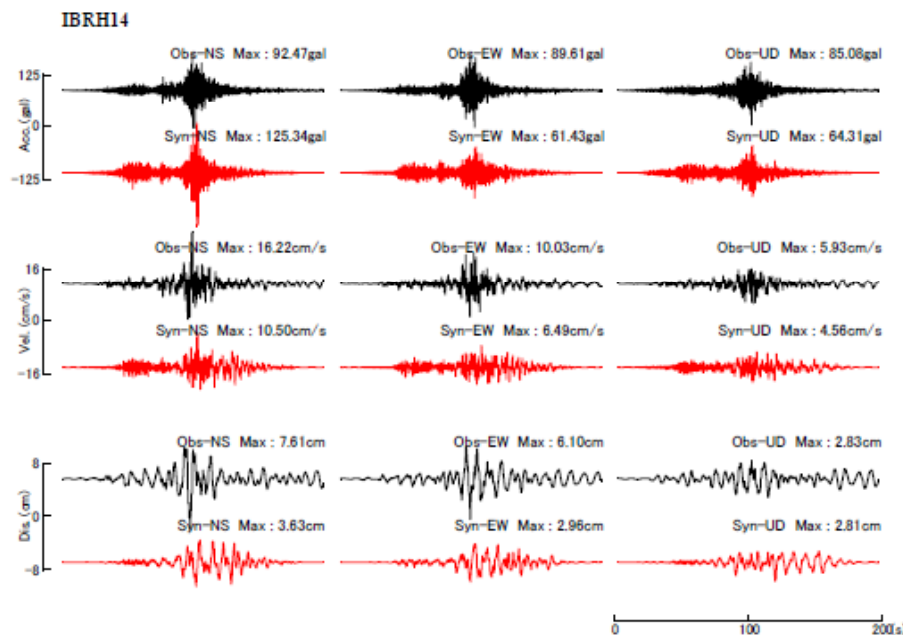 IBRH14
Obs-NS Max : 92.47gal Obs-EW Max : 89.61gal Obs-UD Max : 85.08gal
125
0
-125
Acc.(gal)
Syn-NS Max : 125.34gal Syn-EW Max : 61.43gal Syn-UD Max : 64.31gal
Obs-NS Max : 16.22cm/s Obs-EW Max : 10.03cm/s Obs-UD Max : 5.93cm/s
16
0
-16
Vel. (cm/s)
Syn-NS Max : 10.50cm/s Syn-EW Max : 6.49cm/s Syn-UD Max : 4.56cm/s
Obs-NS Max : 7.61cm Obs-EW Max : 6.10cm Obs-UD Max : 2.83cm
8
0
-8
Dis.(cm)
Syn-NS Max : 3.63cm Syn-EW Max : 2.96cm Syn-UD Max : 2.81cm
0 100 200(s)